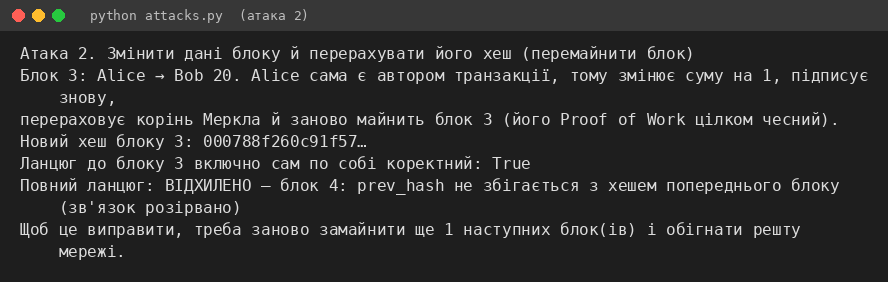 python attacks.py  (атака 2)
Атака 2. Змінити дані блоку й перерахувати його хеш (перемайнити блок)
Блок 3: Alice → Bob 20. Alice сама є автором транзакції, тому змінює суму на 1, підписує
знову,
перераховує корінь Меркла й заново майнить блок 3 (його Proof of Work цілком чесний).
Новий хеш блоку 3: 000788f260c91f57…
Ланцюг до блоку 3 включно сам по собі коректний: True
Повний ланцюг: ВІДХИЛЕНО — блок 4: prev_hash не збігається з хешем попереднього блоку
(зв'язок розірвано)
Щоб це виправити, треба заново замайнити ще 1 наступних блок(ів) і обігнати решту
мережі.